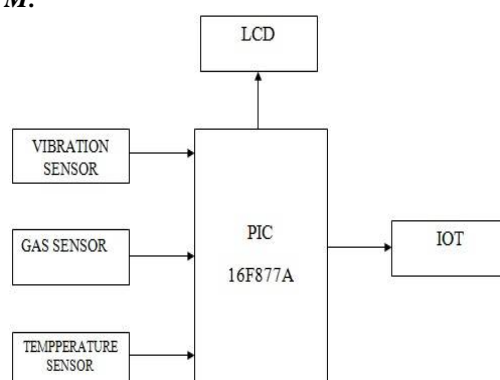 M:
LCD
VIBRATION
SENSOR
GAS SENSOR
PIC
16F877A
IOT
TEMPPERATURE
SENSOR